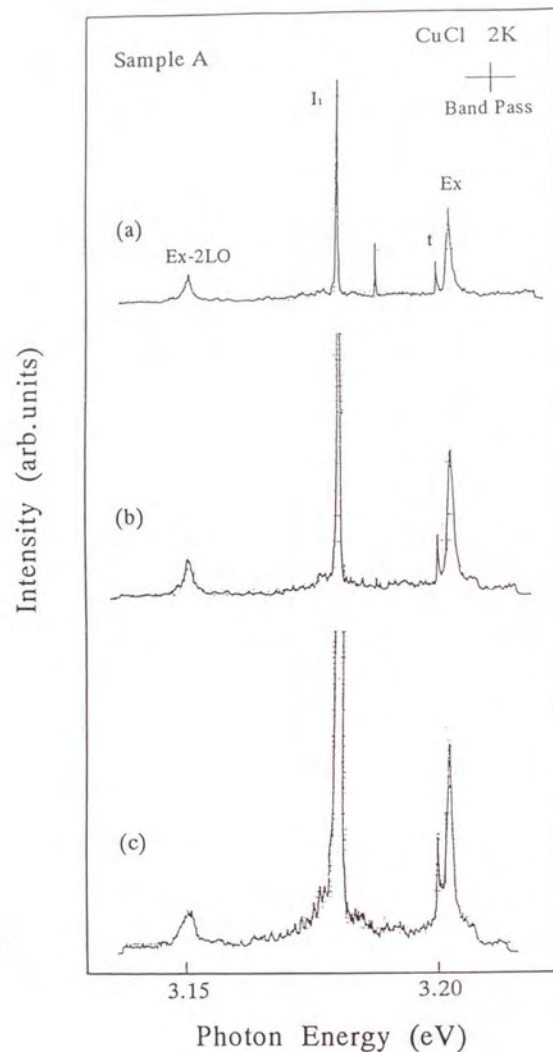 Sample A
CuCl 2K
Band Pass
I₁
Ex
t
(a)
Ex-2LO
(b)
(c)
Intensity (arb.units)
3.15
3.20
Photon Energy (eV)